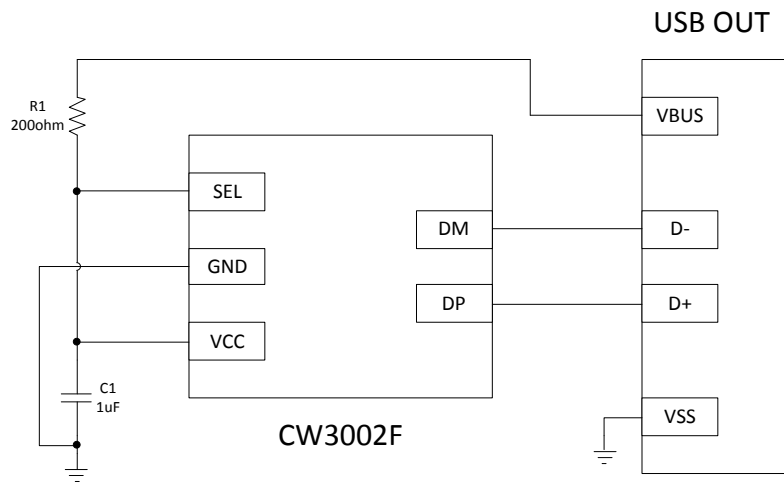 USB OUT
R1
200ohm
VBUS
SEL
DM
D-
GND
DP
D+
VCC
C1
1uF
VSS
CW3002F